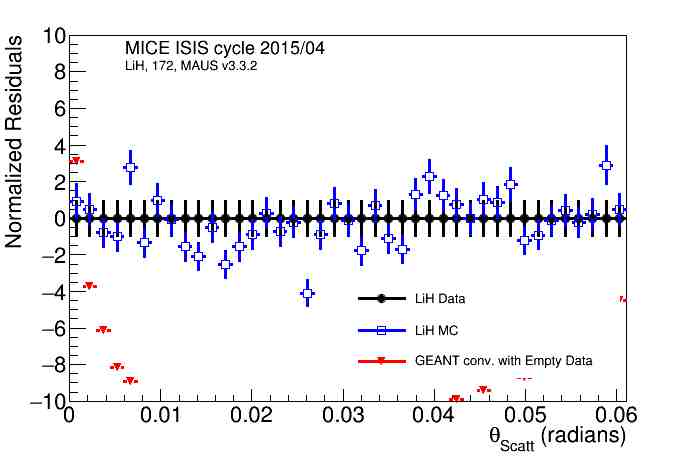 MICE ISIS cycle 2015/04
LiH, 172, MAUS v3.3.2
Normalized Residuals
10
8
6
4
2
0
−2
−4
−6
−8
−10
LiH Data
LiH MC
GEANT conv. with Empty Data
0 0.01 0.02 0.03 0.04 0.05 0.06
θScatt (radians)